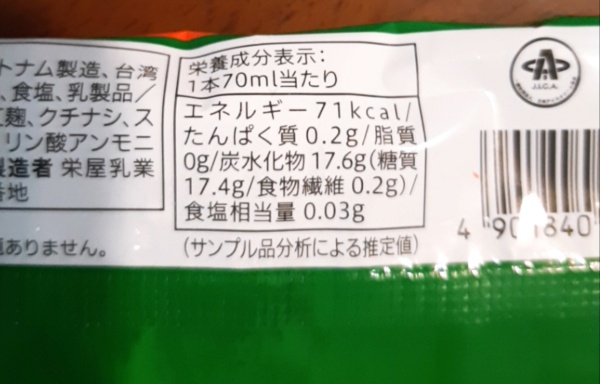 トナム製造、台湾
、食塩、乳製品/
麹、クチナシ、ス
リン酸アンモニ
製造者 栄屋乳業
番地
ありません。
栄養成分表示：
1本70ml当たり
エネルギー71kcal/
たんぱく質0.2g/脂質
0g/炭水化物17.6g(糖質
17.4g/食物繊維0.2g)/
食塩相当量0.03g
(サンプル品分析による推定値)
J.I.C.A.
4 901840